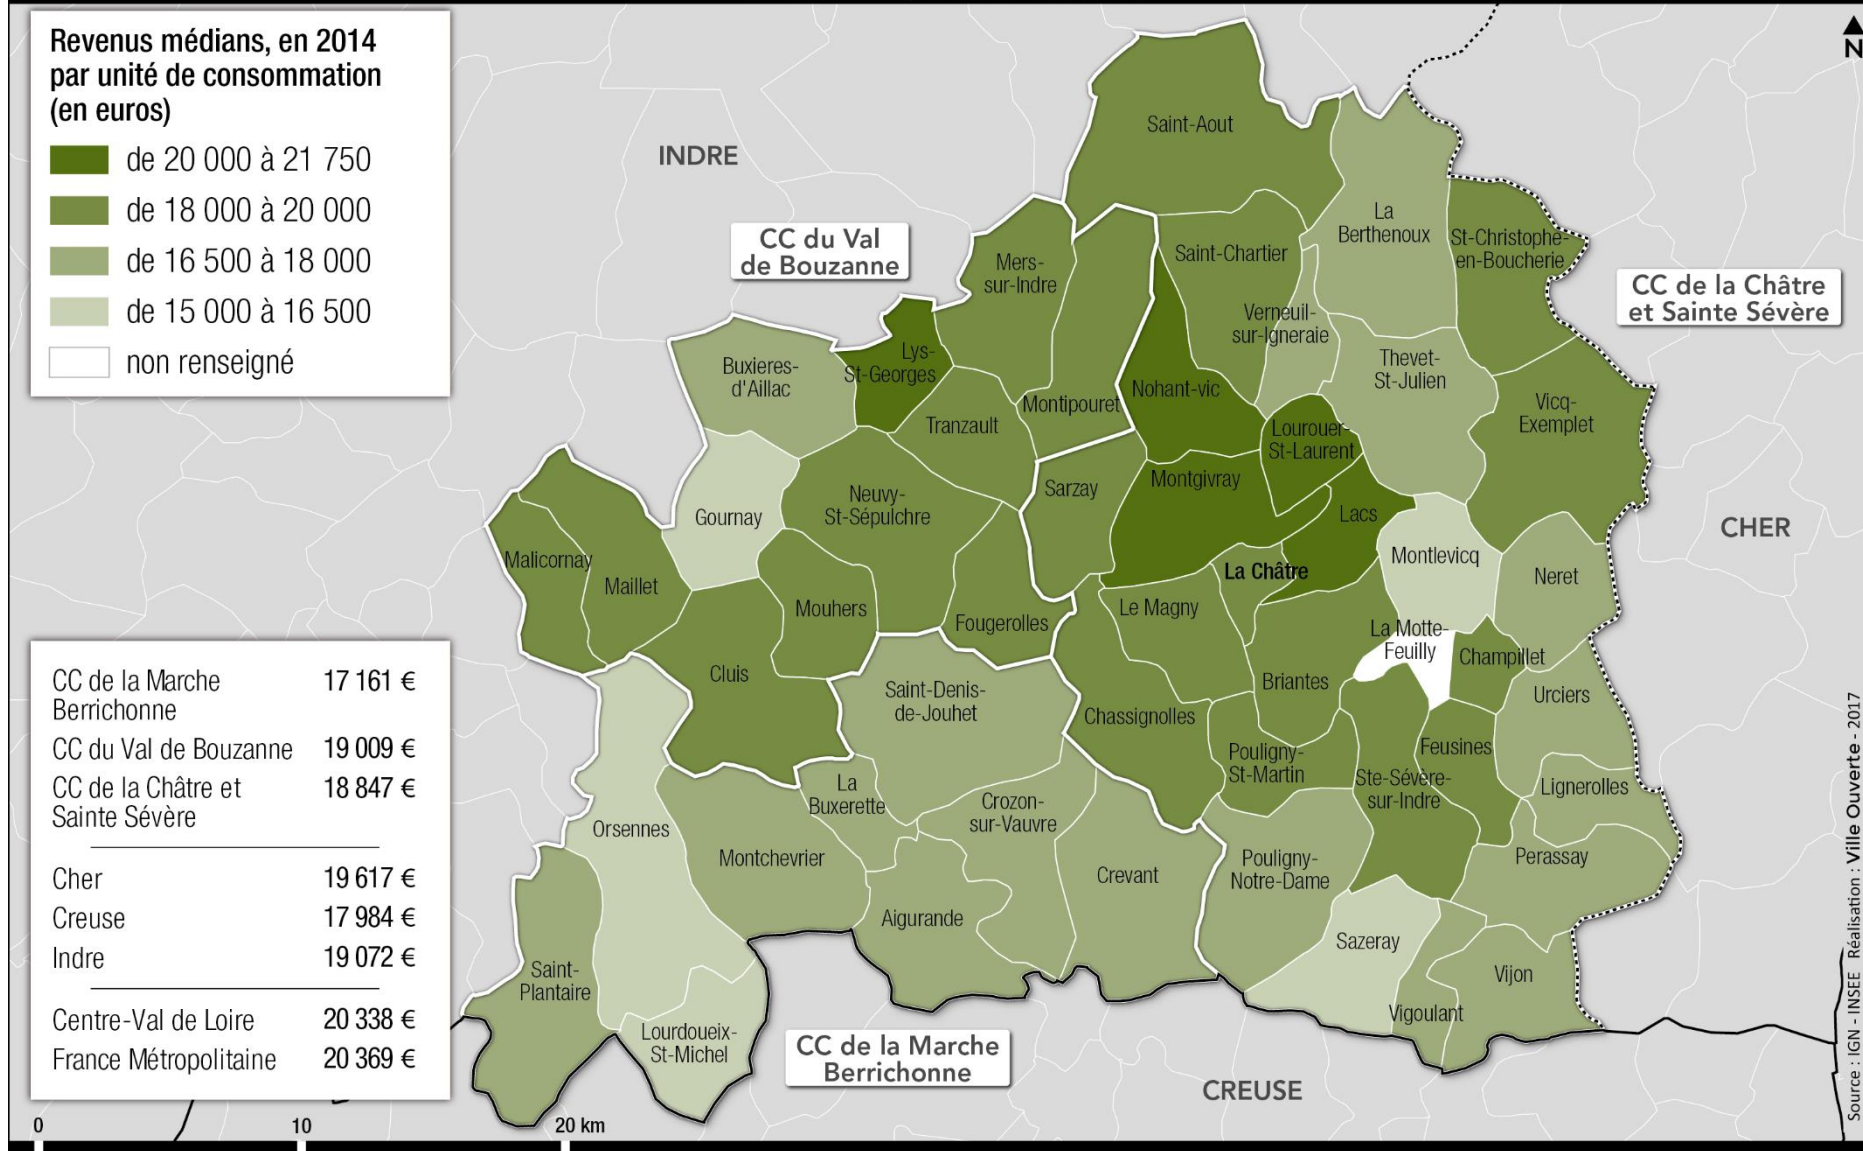 Revenus médians, en 2014
par unité de consommation
(en euros)
de 20 000 à 21 750
de 18 000 à 20 000
de 16 500 à 18 000
de 15 000 à 16 500
non renseigné
N
INDRE
CC du Val
de Bouzanne
CC de la Châtre
et Sainte Sévère
CHER
CC de la Marche
Berrichonne
CREUSE
Saint-Aout
La
Berthenoux
St-Christophe-
en-Boucherie
Saint-Chartier
Mers-
sur-Indre
Verneuil-
sur-Igneraie
Thevet-
St-Julien
Lys-
St-Georges
Buxieres-
d'Aillac
Nohant-vic
Montipouret
Vicq-
Exemplet
Tranzault
Lourouer-
St-Laurent
Montgivray
Sarzay
Neuvy-
St-Sépulchre
Gournay
Lacs
Montlevicq
Malicornay
Maillet
La Châtre
Neret
Mouhers
Le Magny
Fougerolles
La Motte-
Feuilly
Champillet
Cluis
Briantes
Urciers
Saint-Denis-
de-Jouhet
Chassignolles
Pouligny-
St-Martin
Feusines
Ste-Sévère-
sur-Indre
Lignerolles
La
Buxerette
Crozon-
sur-Vauvre
Orsennes
Montchevrier
Perassay
Crevant
Pouligny-
Notre-Dame
Aigurande
Sazeray
Saint-
Plantaire
Vijon
Vigoulant
Lourdoueix-
St-Michel
CC de la Marche
Berrichonne
17 161 €
CC du Val de Bouzanne 19 009 €
CC de la Châtre et
Sainte Sévère
18 847 €
Cher 19 617 €
Creuse 17 984 €
Indre 19 072 €
Centre-Val de Loire 20 338 €
France Métropolitaine 20 369 €
0 10 20 km
Source : IGN - INSEE Réalisation : Ville Ouverte - 2017